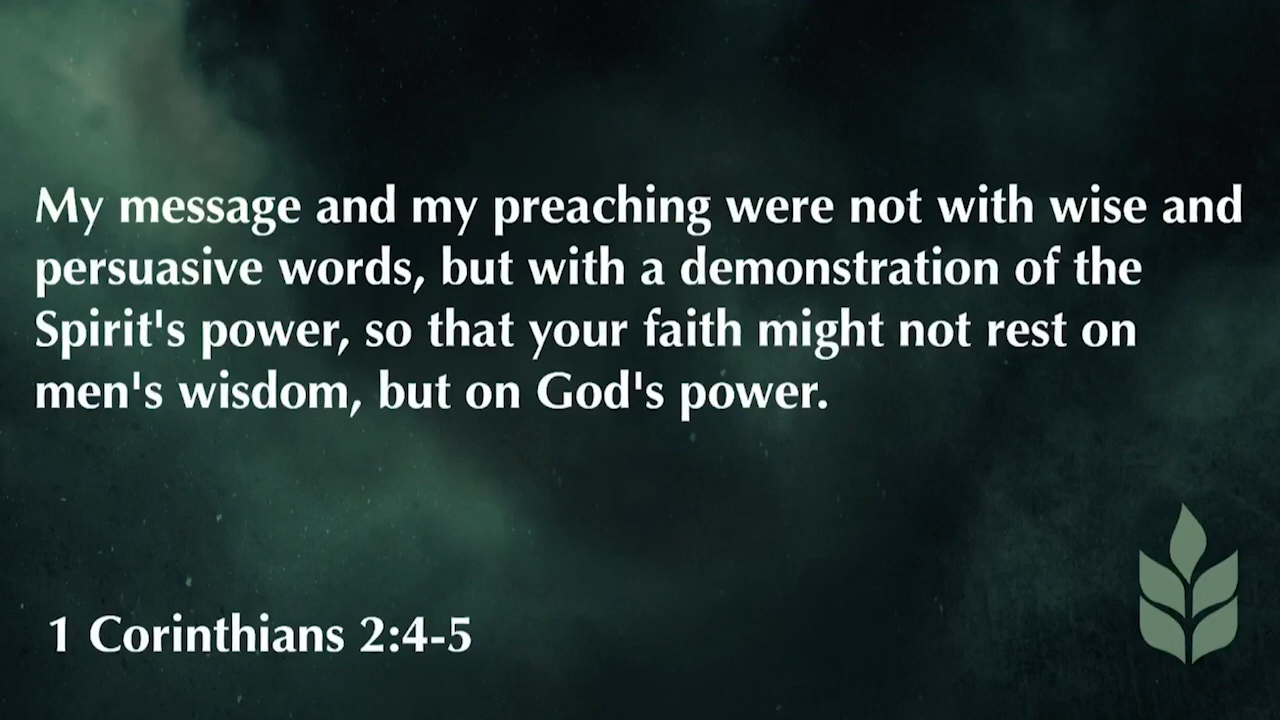 My message and my preaching were not with wise and
persuasive words, but with a demonstration of the
Spirit's power, so that your faith might not rest on
men's wisdom, but on God's power.
1 Corinthians 2:4-5